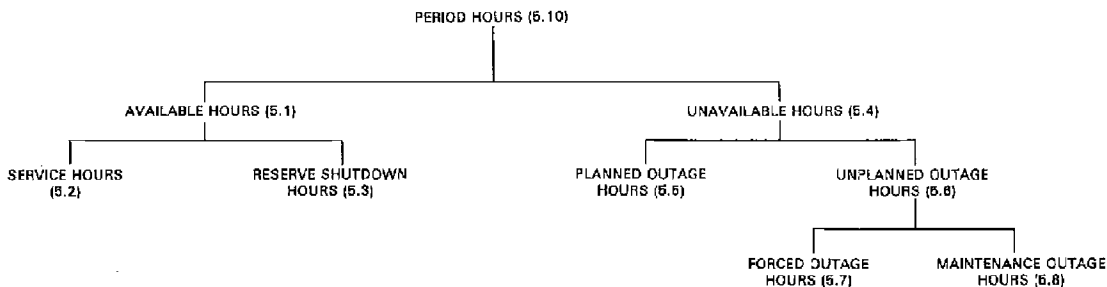 PERIOD HOURS (5.10)
AVAILABLE HOURS (5.1)
UNAVAILABLE HOURS (5.4)
SERVICE HOURS
(5.2)
RESERVE SHUTDOWN
HOURS (5.3)
PLANNED OUTAGE
HOURS (5.5)
UNPLANNED OUTAGE
HOURS (5.6)
FORCED OUTAGE
HOURS (5.7)
MAINTENANCE OUTAGE
HOURS (5.8)